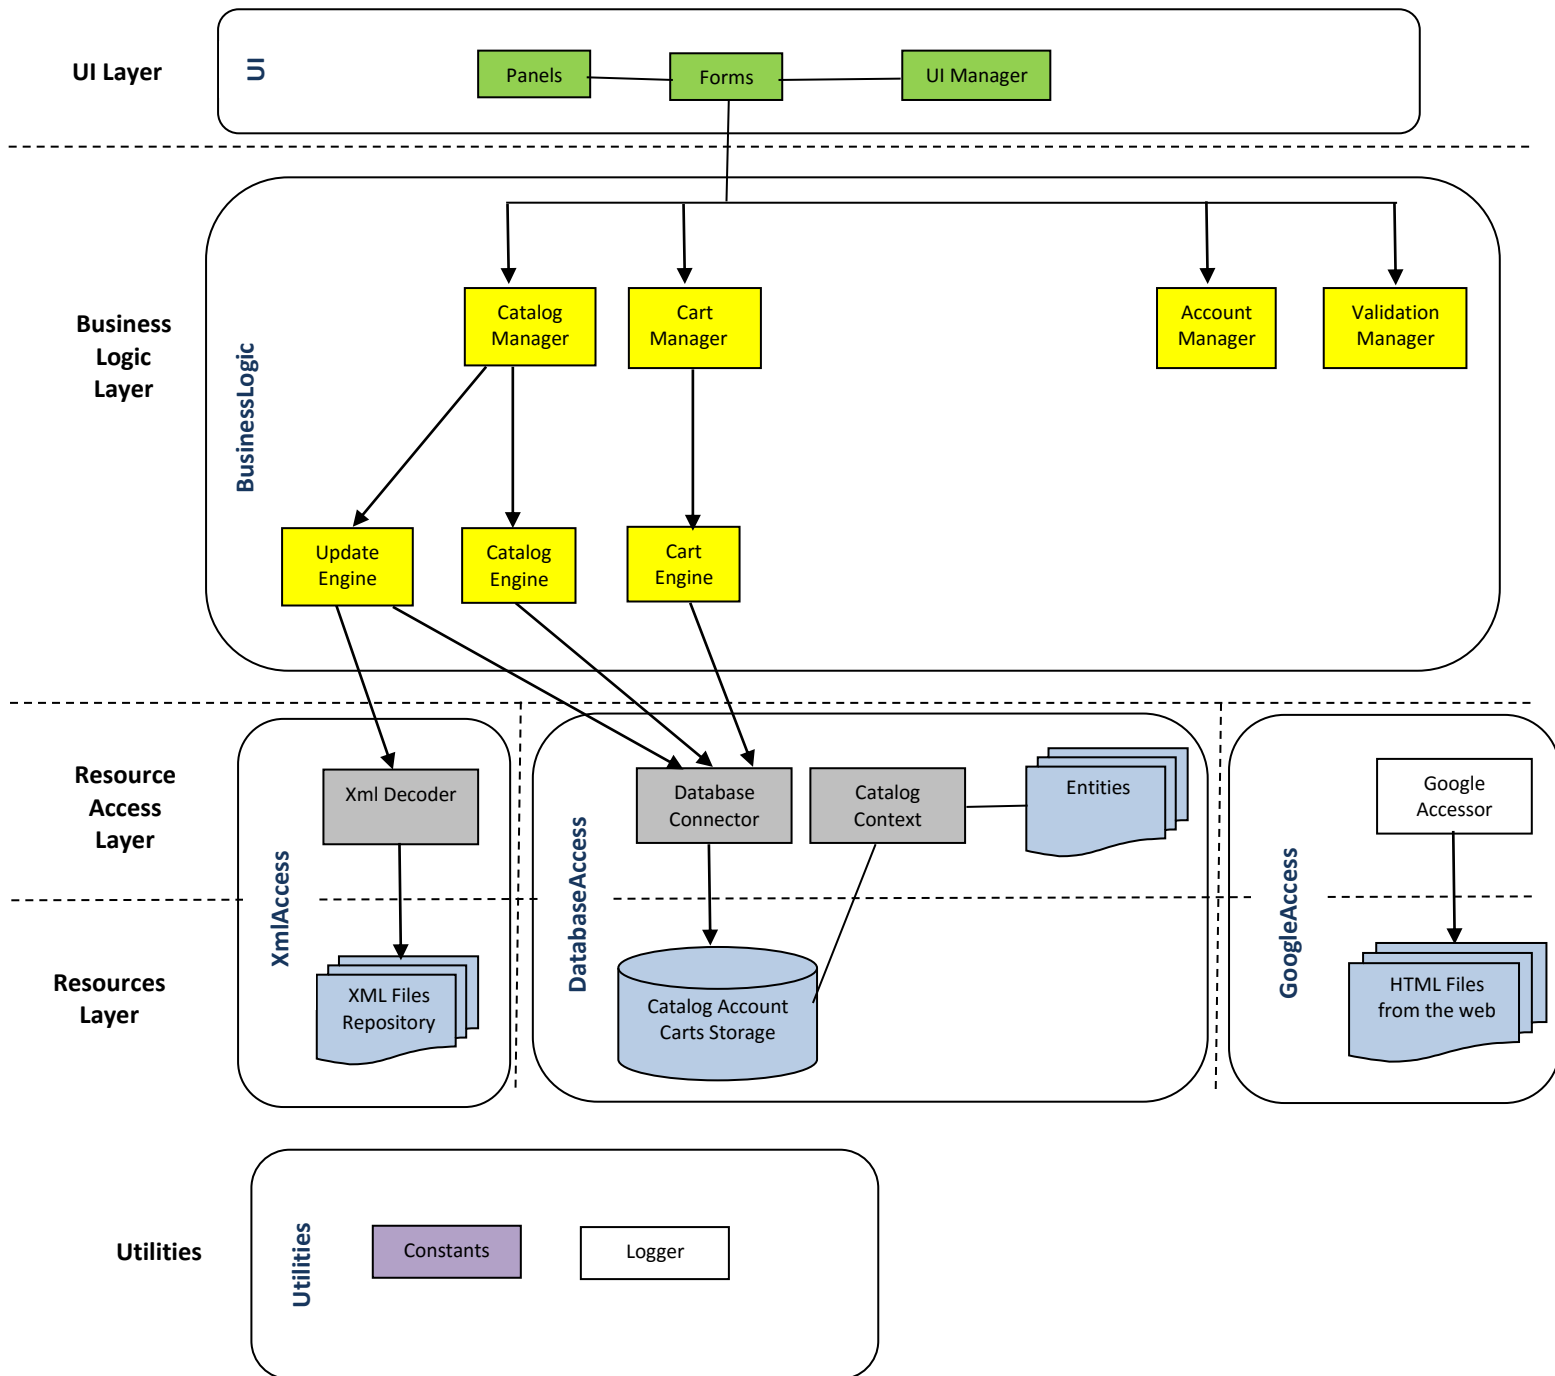 UI Layer
UI
Panels
Forms
UI Manager
Business
Logic
Layer
BusinessLogic
Catalog
Manager
Cart
Manager
Account
Manager
Validation
Manager
Update
Engine
Catalog
Engine
Cart
Engine
Resource
Access
Layer
XmlAccess
Xml Decoder
DatabaseAccess
Database
Connector
Catalog
Context
Entities
GoogleAccess
Google
Accessor
Resources
Layer
XML Files
Repository
Catalog Account
Carts Storage
HTML Files
from the web
Utilities
Utilities
Constants
Logger